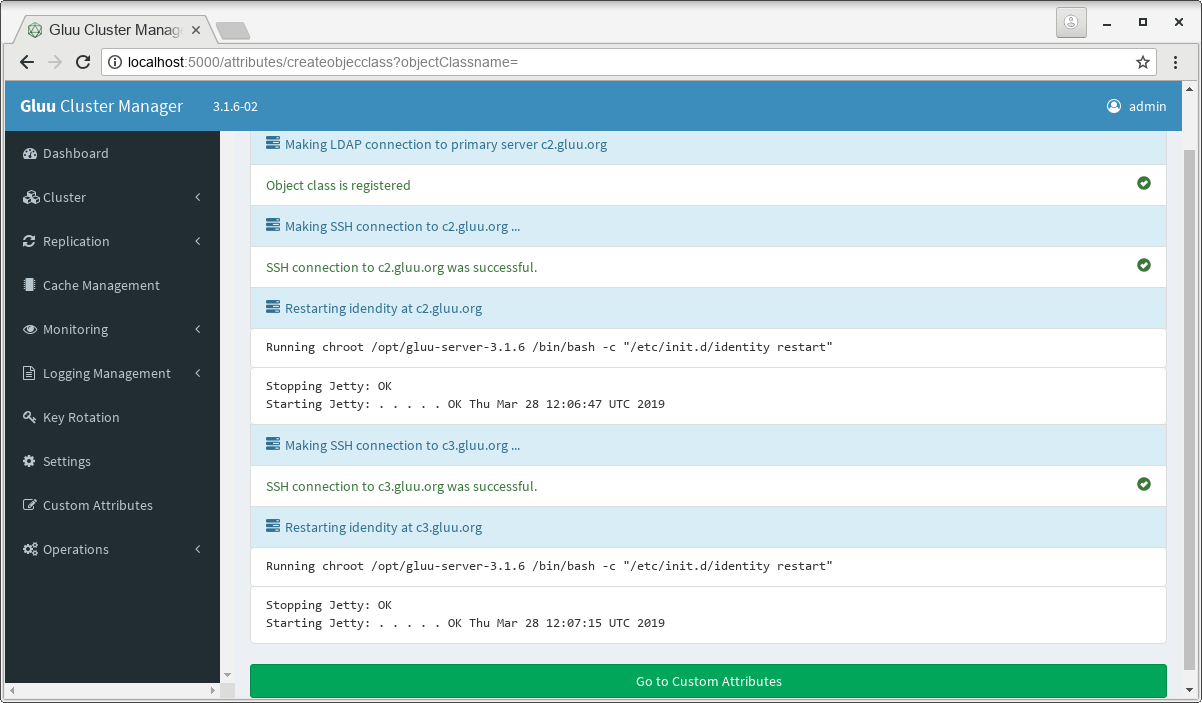 Gluu Cluster Manag
localhost:5000/attributes/createobjecclass?objectClassname=
Gluu Cluster Manager 3.1.6-02 admin
Dashboard
Cluster
Replication
Cache Management
Monitoring
Logging Management
Key Rotation
Settings
Custom Attributes
Operations
Making LDAP connection to primary server c2.gluu.org
Object class is registered
Making SSH connection to c2.gluu.org ...
SSH connection to c2.gluu.org was successful.
Restarting idendity at c2.gluu.org
Running chroot /opt/gluu-server-3.1.6 /bin/bash -c "/etc/init.d/identity restart"
Stopping Jetty: OK
Starting Jetty: . . . . . OK Thu Mar 28 12:06:47 UTC 2019
Making SSH connection to c3.gluu.org ...
SSH connection to c3.gluu.org was successful.
Restarting idendity at c3.gluu.org
Running chroot /opt/gluu-server-3.1.6 /bin/bash -c "/etc/init.d/identity restart"
Stopping Jetty: OK
Starting Jetty: . . . . . OK Thu Mar 28 12:07:15 UTC 2019
Go to Custom Attributes